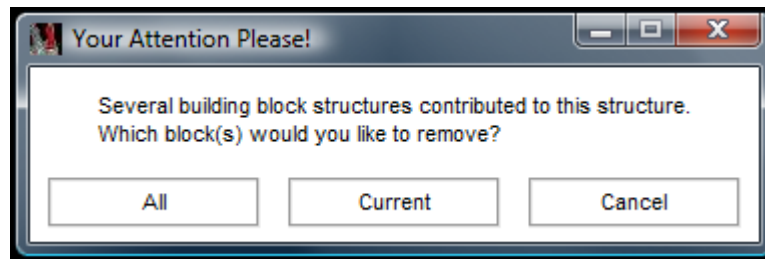 Your Attention Please!
Several building block structures contributed to this structure.
Which block(s) would you like to remove?
All
Current
Cancel